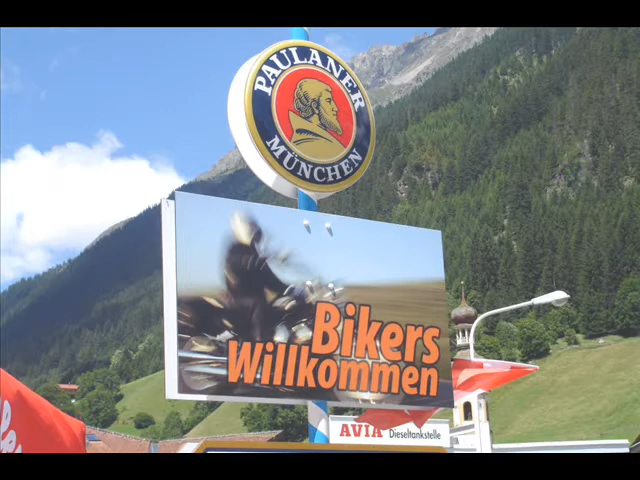 PAULANER
MÜNCHEN
Bikers
Willkommen
AVIA Dieseltankstelle